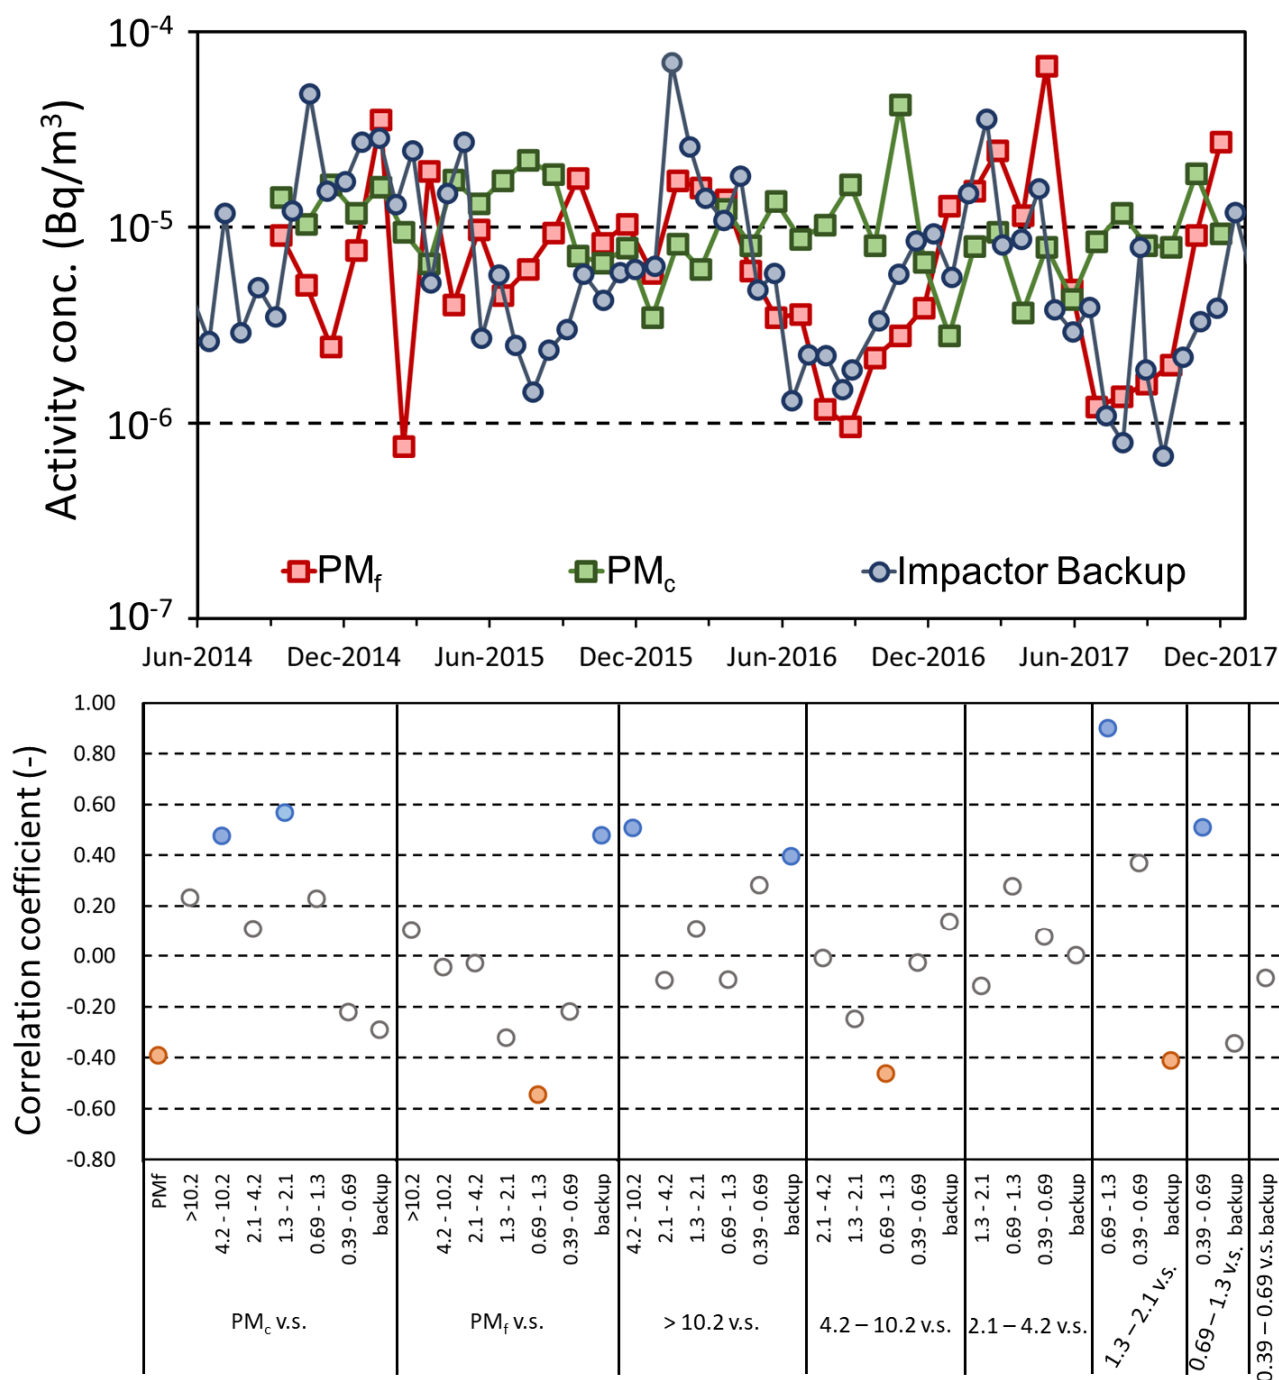 10⁻⁴
10⁻⁵
10⁻⁶
10⁻⁷
Activity conc. (Bq/m³)
PMf
PMc
Impactor Backup
Jun-2014 Dec-2014 Jun-2015 Dec-2015 Jun-2016 Dec-2016 Jun-2017 Dec-2017
1.00
0.80
0.60
0.40
0.20
0.00
-0.20
-0.40
-0.60
-0.80
Correlation coefficient (-)
PMf
>10.2
4.2 - 10.2
2.1 - 4.2
1.3 - 2.1
0.69 - 1.3
0.39 - 0.69
backup
>10.2
4.2 - 10.2
2.1 - 4.2
1.3 - 2.1
0.69 - 1.3
0.39 - 0.69
backup
4.2 - 10.2
2.1 - 4.2
1.3 - 2.1
0.69 - 1.3
0.39 - 0.69
backup
2.1 - 4.2
1.3 - 2.1
0.69 - 1.3
0.39 - 0.69
backup
1.3 - 2.1
0.69 - 1.3
0.39 - 0.69
backup
0.69 - 1.3
0.39 - 0.69
backup
0.39 - 0.69
backup
PMc v.s.
PMf v.s.
> 10.2 v.s.
4.2 – 10.2 v.s.
2.1 – 4.2 v.s.
1.3 – 2.1 v.s.
0.69 – 1.3 v.s.
0.39 – 0.69 v.s. backup